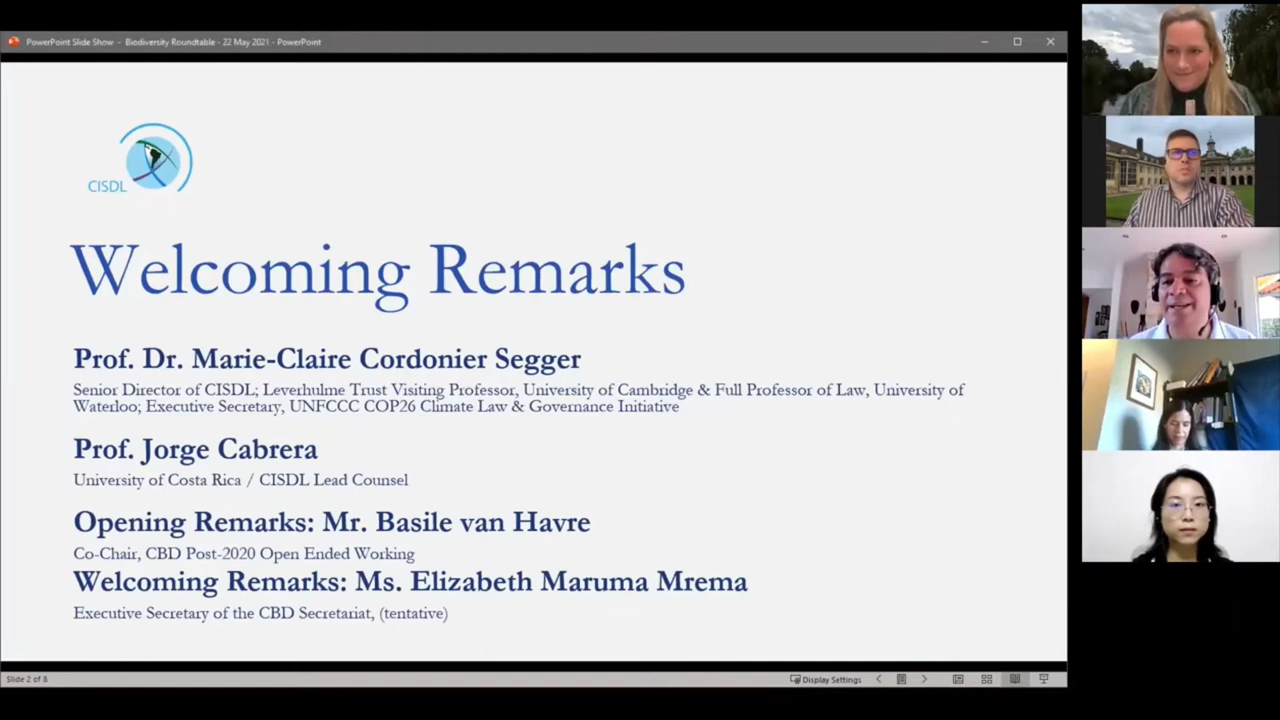 PowerPoint Slide Show - Biodiversity Roundtable - 22 May 2021 - PowerPoint
CISDL
Welcoming Remarks
Prof. Dr. Marie-Claire Cordonier Segger
Senior Director of CISDL; Leverhulme Trust Visiting Professor, University of Cambridge & Full Professor of Law, University of
Waterloo; Executive Secretary, UNFCCC COP26 Climate Law & Governance Initiative
Prof. Jorge Cabrera
University of Costa Rica / CISDL Lead Counsel
Opening Remarks: Mr. Basile van Havre
Co-Chair, CBD Post-2020 Open Ended Working
Welcoming Remarks: Ms. Elizabeth Maruma Mrema
Executive Secretary of the CBD Secretariat, (tentative)
Slide 2 of 8
Display Settings